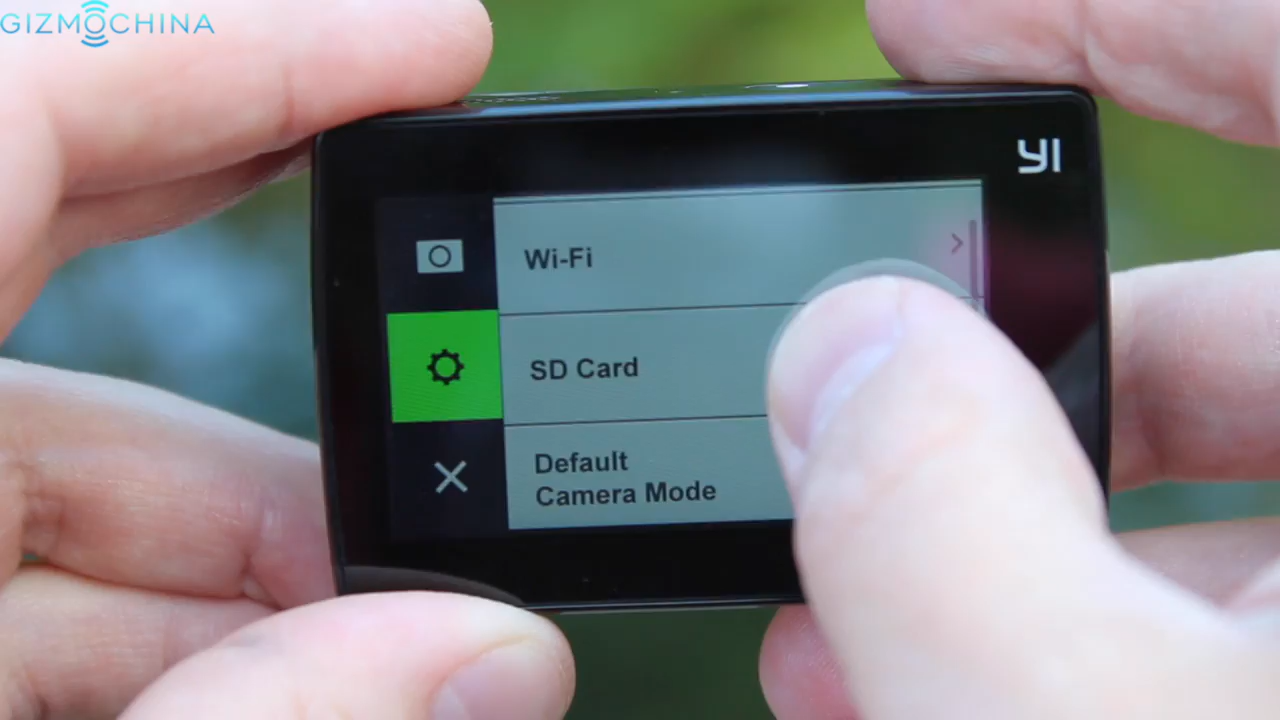 GIZMOCHINA
YI
Wi-Fi
SD Card
Default
Camera Mode